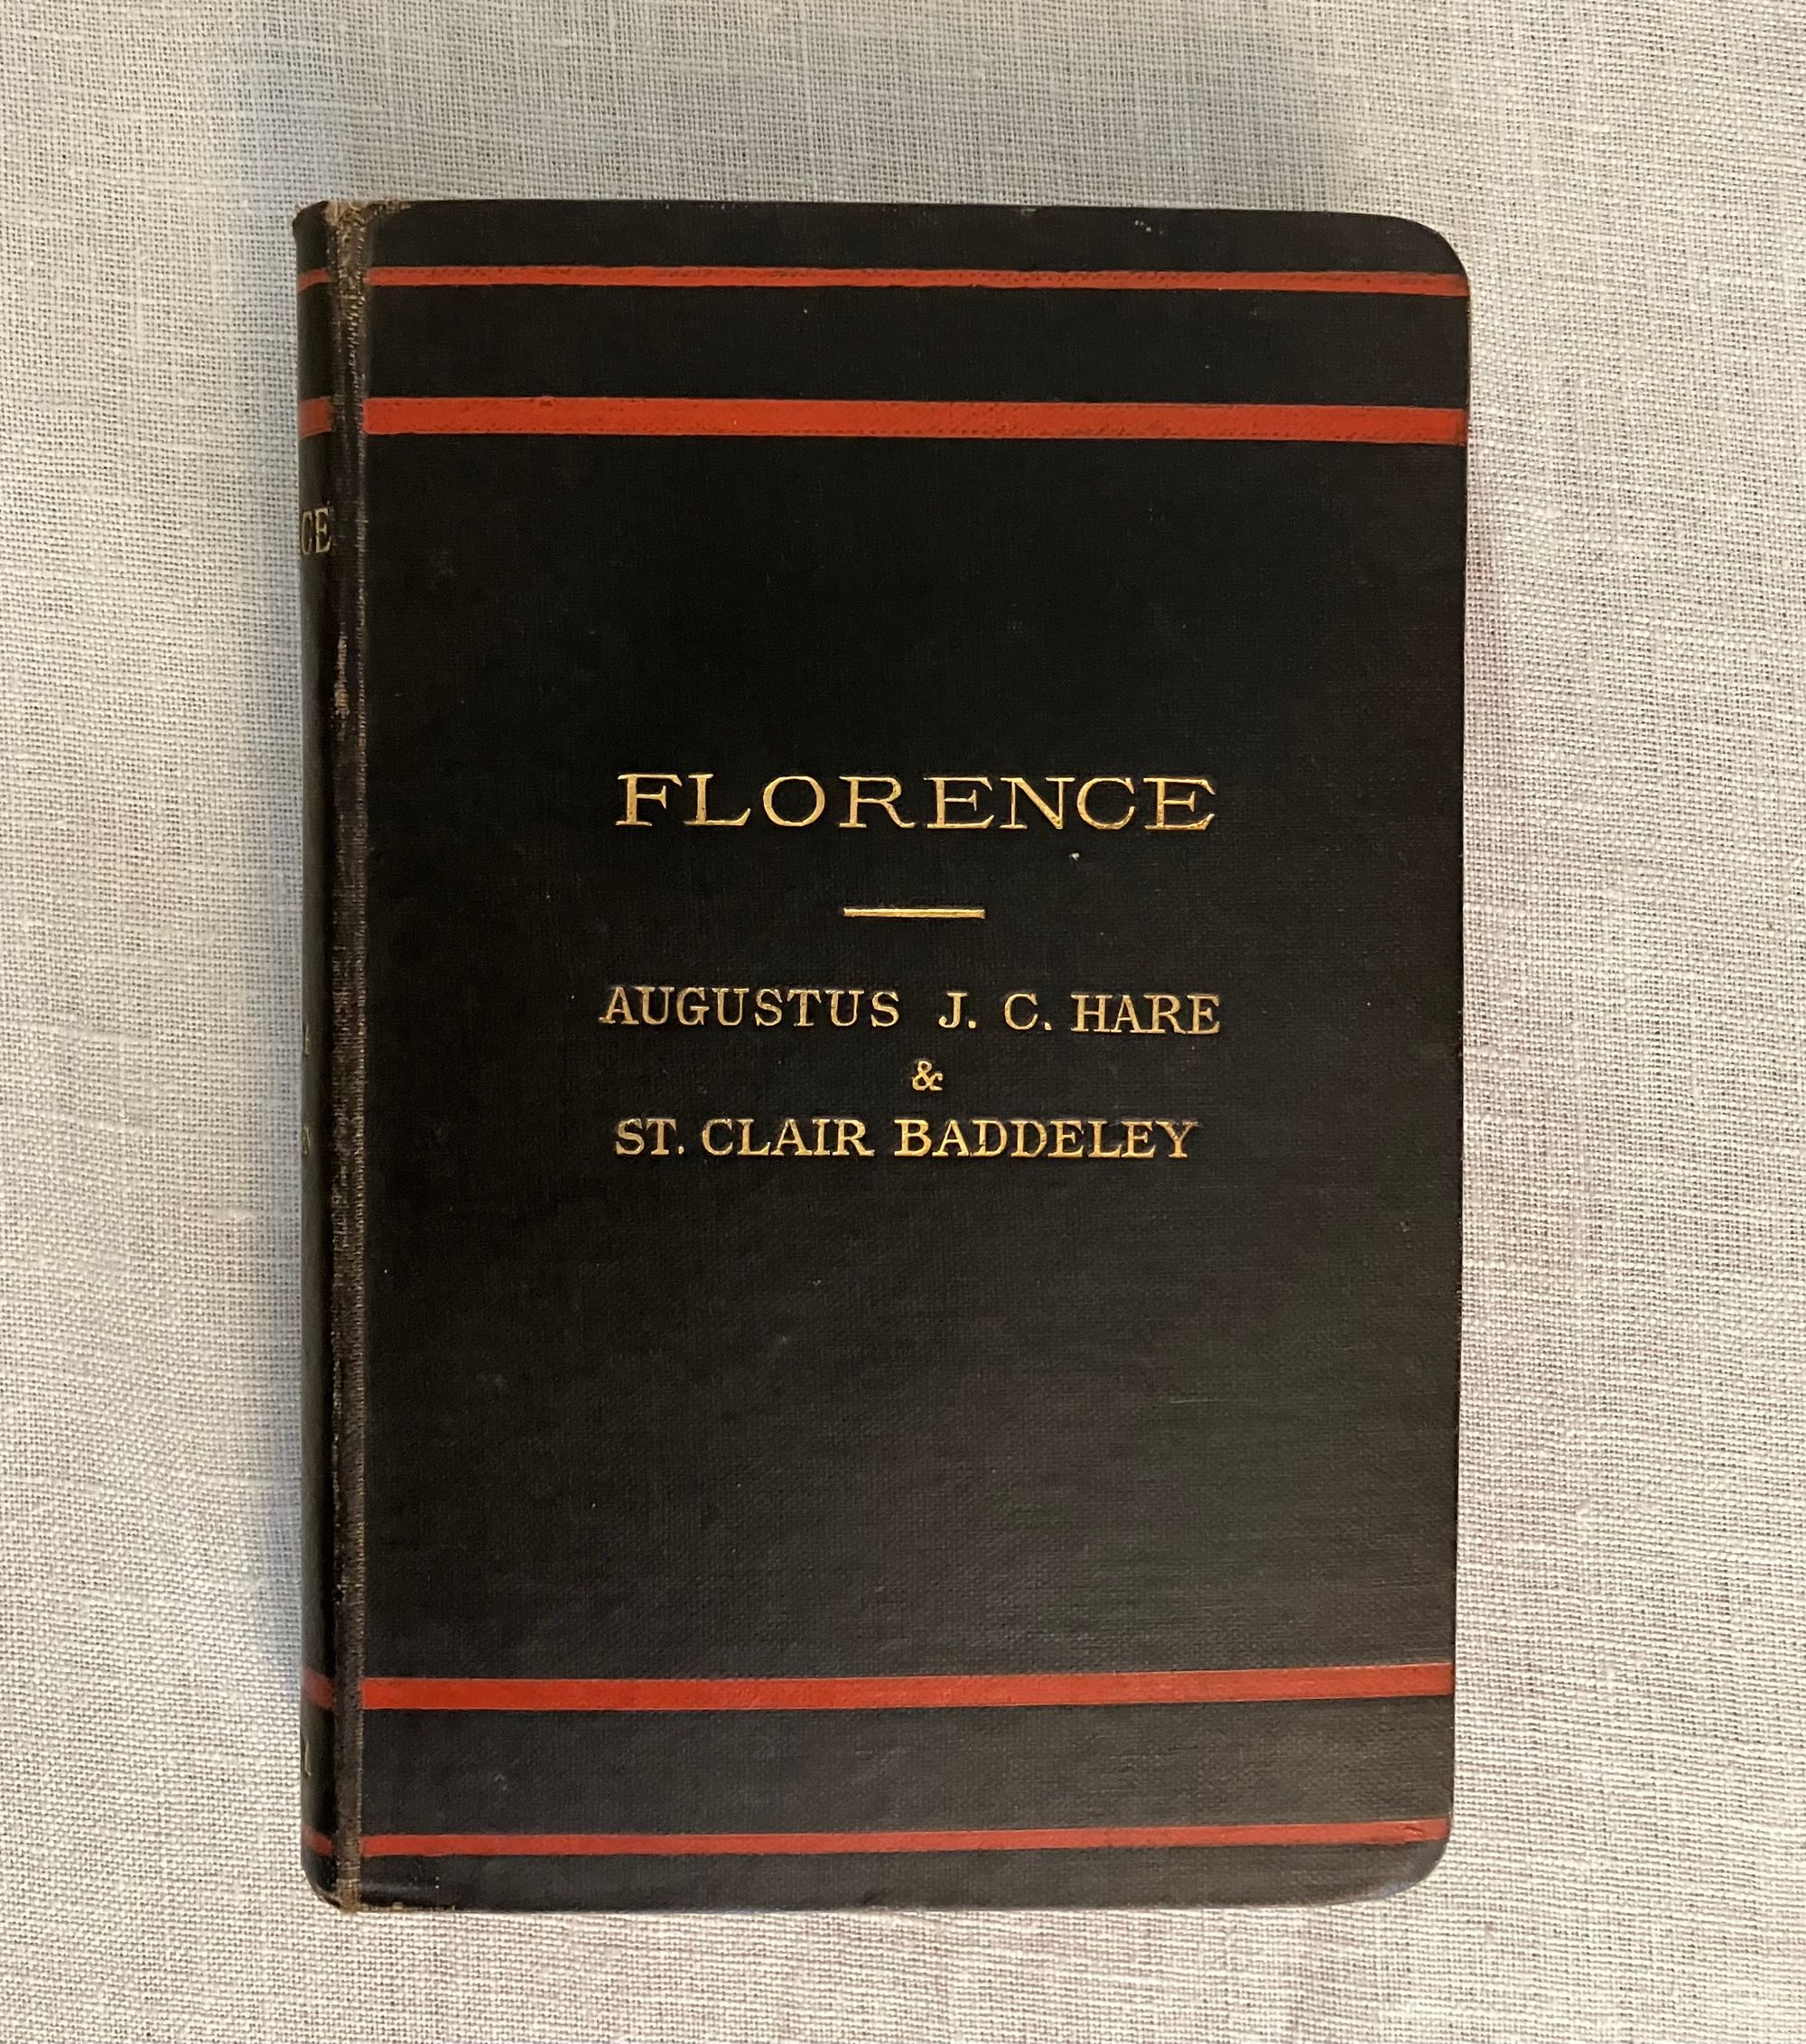 FLORENCE
AUGUSTUS J. C. HARE
&
ST. CLAIR BADDELEY